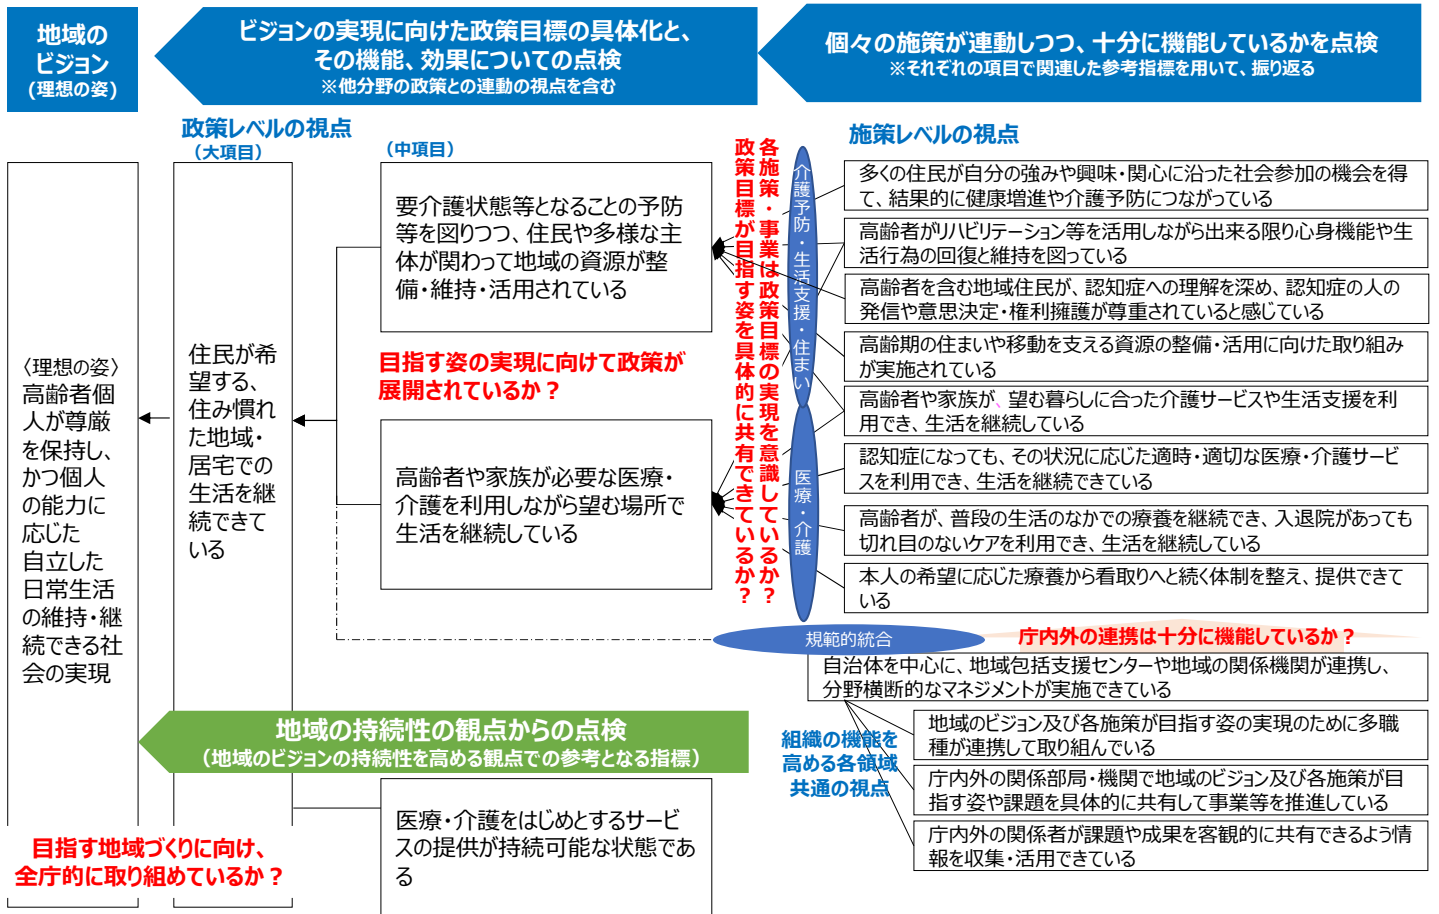 地域の
ビジョン
(理想の姿)
ビジョンの実現に向けた政策目標の具体化と、
その機能、効果についての点検
※他分野の政策との連動の視点を含む
個々の施策が連動しつつ、十分に機能しているかを点検
※それぞれの項目で関連した参考指標を用いて、振り返る
政策レベルの視点
(大項目)
(中項目)
施策レベルの視点
〈理想の姿〉
高齢者個
人が尊厳
を保持し、
かつ個人
の能力に
応じた
自立した
日常生活
の維持・継
続できる社
会の実現
住民が希
望する、
住み慣れ
た地域・
居宅での
生活を継
続できて
いる
要介護状態等となることの予防
等を図りつつ、住民や多様な主
体が関わって地域の資源が整
備・維持・活用されている
目指す姿の実現に向けて政策が
展開されているか？
高齢者や家族が必要な医療・
介護を利用しながら望む場所で
生活を継続している
各施策・事業は政策目標の実現を意識しているか？
政策目標が目指す姿を具体的に共有できているか？
介護予防・生活支援・住まい
医療・介護
多くの住民が自分の強みや興味・関心に沿った社会参加の機会を得
て、結果的に健康増進や介護予防につながっている
高齢者がリハビリテーション等を活用しながら出来る限り心身機能や生
活行為の回復と維持を図っている
高齢者を含む地域住民が、認知症への理解を深め、認知症の人の
発信や意思決定・権利擁護が尊重されていると感じている
高齢期の住まいや移動を支える資源の整備・活用に向けた取り組み
が実施されている
高齢者や家族が、望む暮らしに合った介護サービスや生活支援を利
用でき、生活を継続している
認知症になっても、その状況に応じた適時・適切な医療・介護サービ
スを利用でき、生活を継続できている
高齢者が、普段の生活のなかでの療養を継続でき、入退院があっても
切れ目のないケアを利用でき、生活を継続している
本人の希望に応じた療養から看取りへと続く体制を整え、提供できて
いる
規範的統合
庁内外の連携は十分に機能しているか？
自治体を中心に、地域包括支援センターや地域の関係機関が連携し、
分野横断的なマネジメントが実施できている
組織の機能を
高める各領域
共通の視点
地域のビジョン及び各施策が目指す姿の実現のために多職
種が連携して取り組んでいる
庁内外の関係部局・機関で地域のビジョン及び各施策が目
指す姿や課題を具体的に共有して事業等を推進している
庁内外の関係者が課題や成果を客観的に共有できるよう情
報を収集・活用できている
地域の持続性の観点からの点検
(地域のビジョンの持続性を高める観点での参考となる指標)
医療・介護をはじめとするサービ
スの提供が持続可能な状態であ
る
目指す地域づくりに向け、
全庁的に取り組めているか？